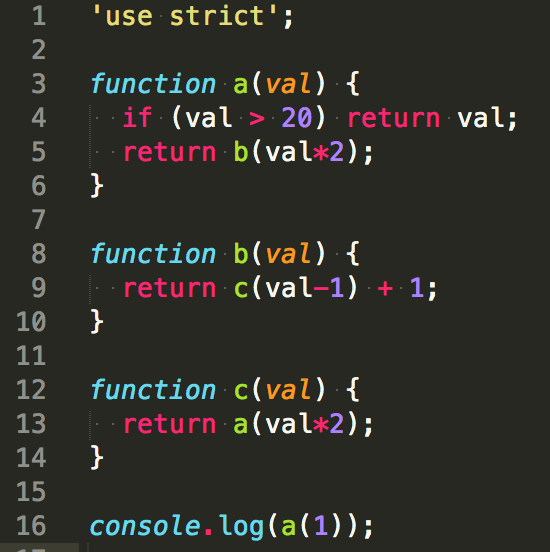 1 'use strict';
2
3 function a(val) {
4 if (val > 20) return val;
5 return b(val*2);
6 }
7
8 function b(val) {
9 return c(val-1) + 1;
10 }
11
12 function c(val) {
13 return a(val*2);
14 }
15
16 console.log(a(1));